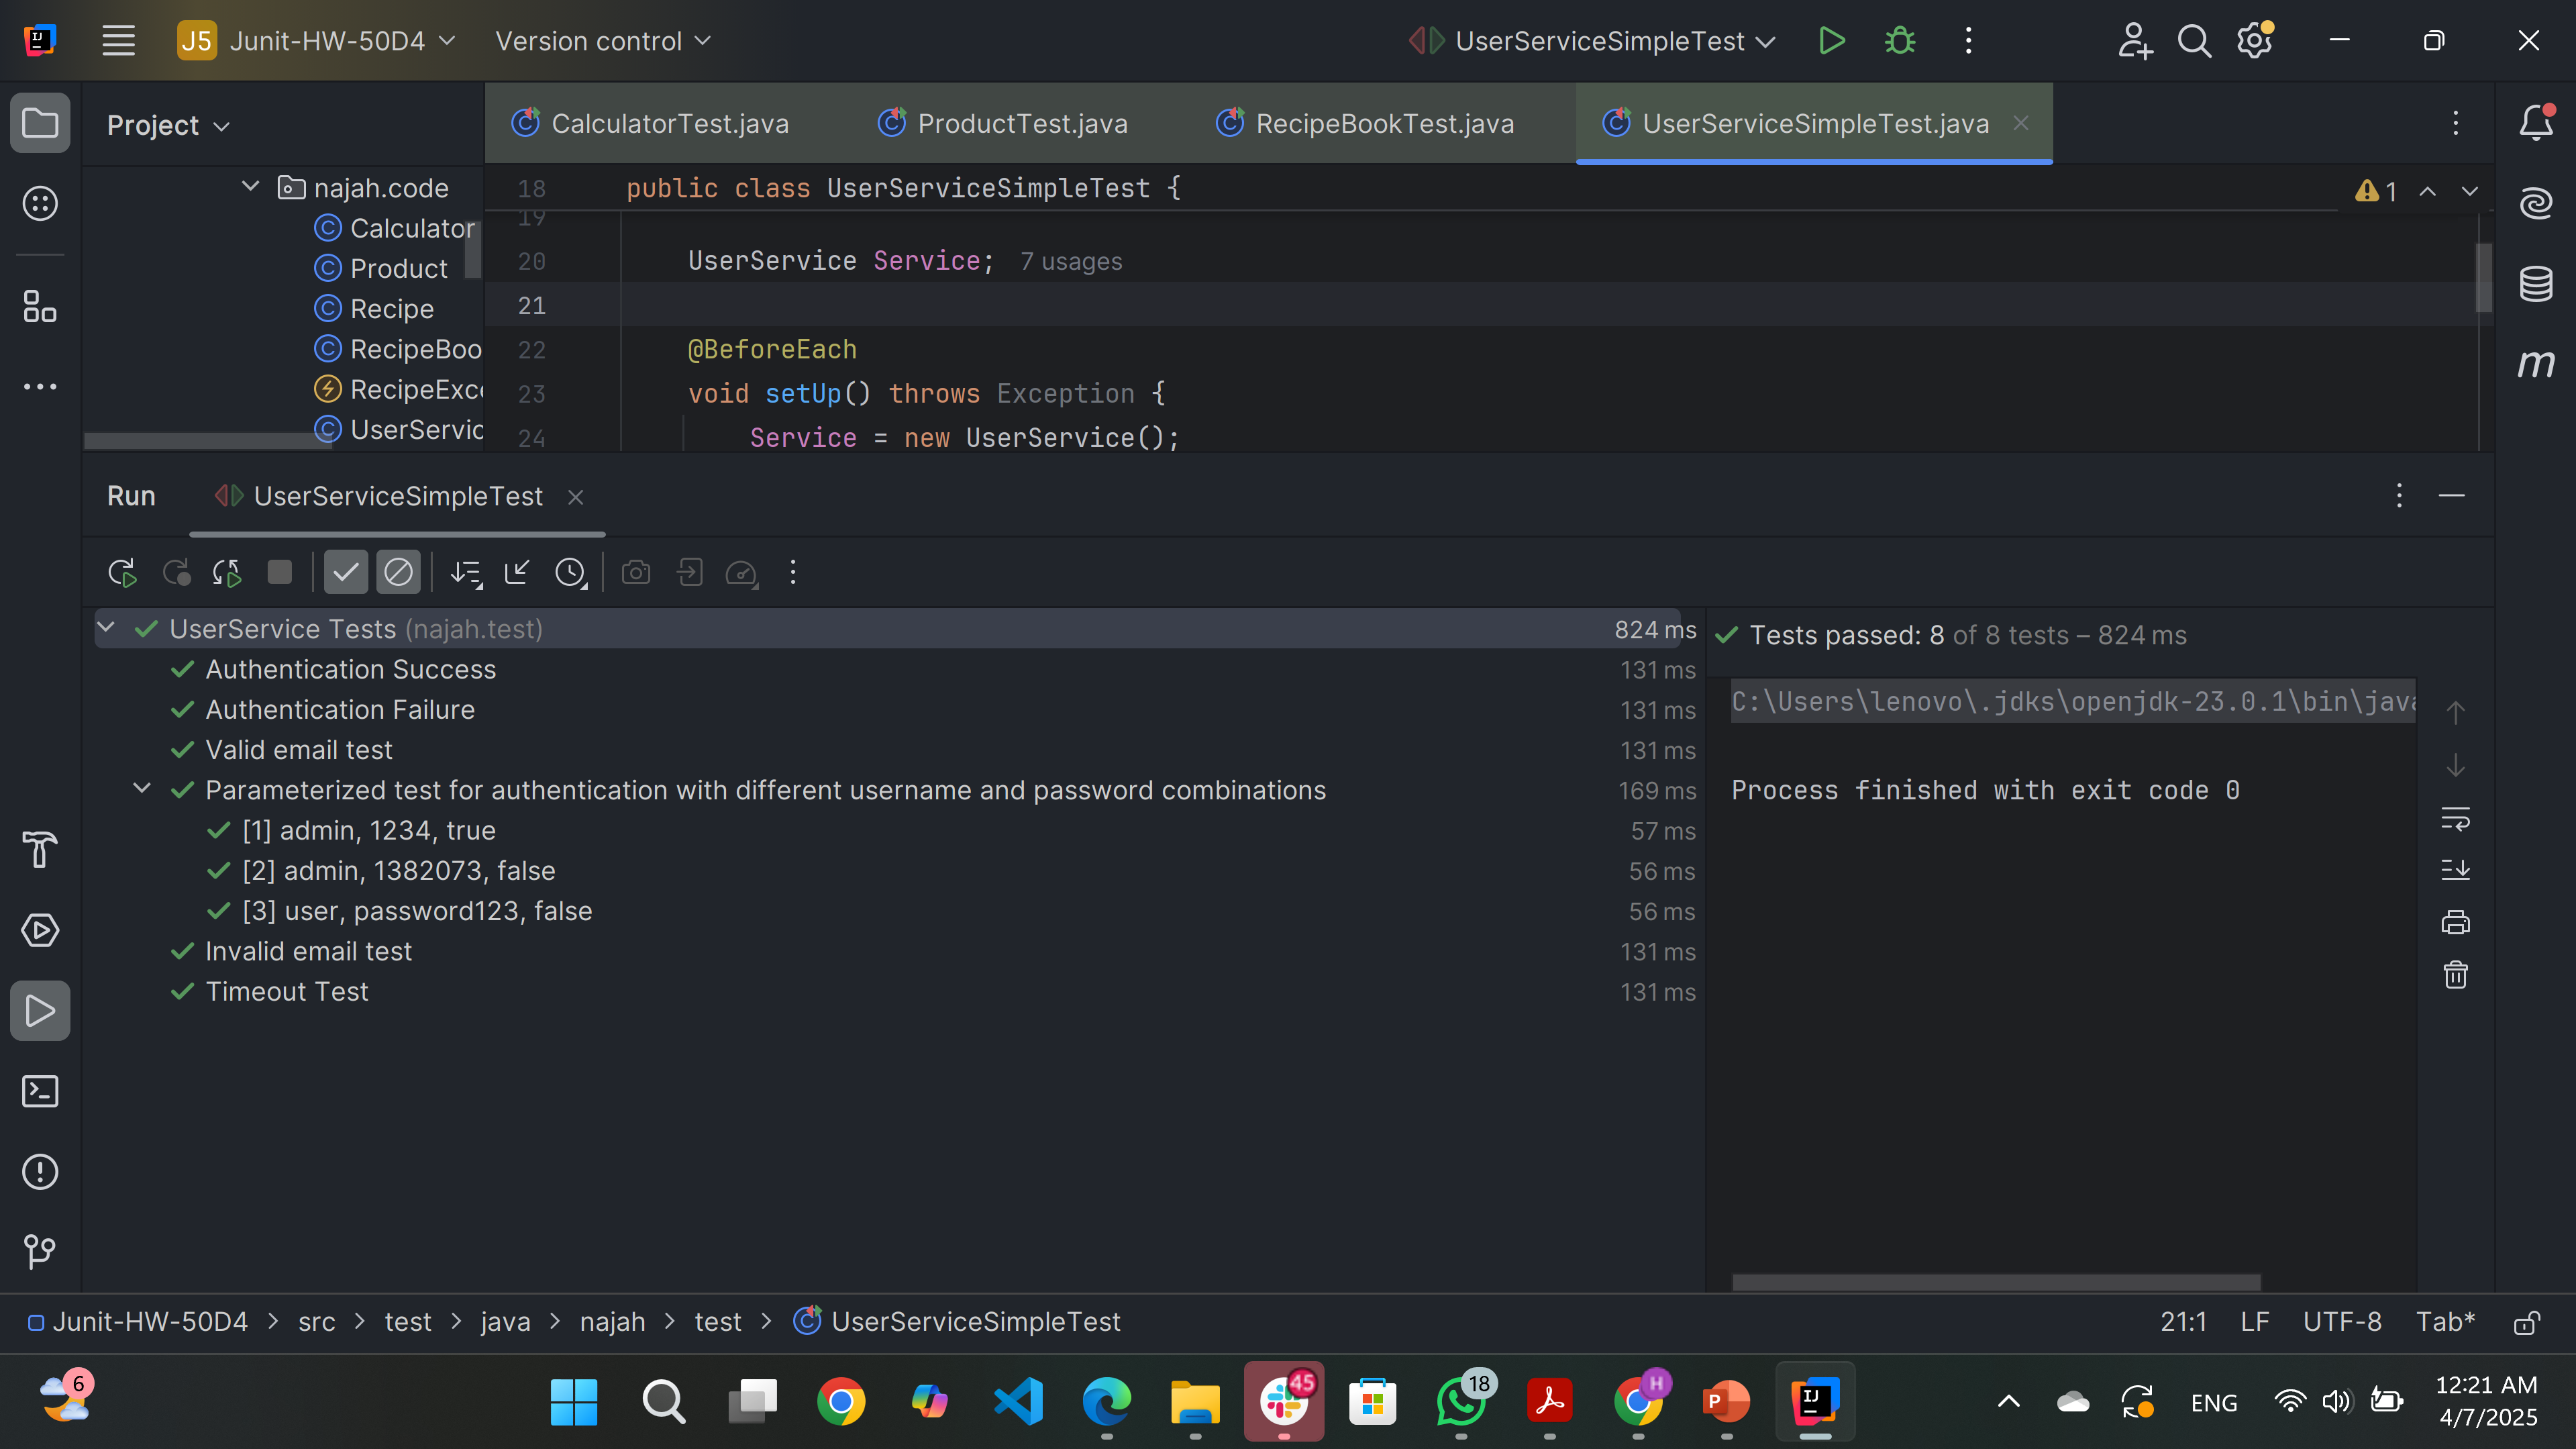 J5 Junit-HW-50D4 Version control UserServiceSimpleTest
Project
CalculatorTest.java ProductTest.java RecipeBookTest.java UserServiceSimpleTest.java
najah.code
Calculator
Product
Recipe
RecipeBoo
RecipeExce
UserServic
18 public class UserServiceSimpleTest {
1
19
20 UserService Service; 7 usages
21
22 @BeforeEach
23 void setUp() throws Exception {
24 Service = new UserService();
m
Run UserServiceSimpleTest
UserService Tests (najah.test) 824 ms
Authentication Success 131 ms
Authentication Failure 131 ms
Valid email test 131 ms
Parameterized test for authentication with different username and password combinations 169 ms
[1] admin, 1234, true 57 ms
[2] admin, 1382073, false 56 ms
[3] user, password123, false 56 ms
Invalid email test 131 ms
Timeout Test 131 ms
Tests passed: 8 of 8 tests – 824 ms
C:\Users\lenovo\.jdks\openjdk-23.0.1\bin\java
Process finished with exit code 0
Junit-HW-50D4 > src > test > java > najah > test > UserServiceSimpleTest
21:1 LF UTF-8 Tab*
6
45
18
H
P
IJ
ENG
12:21 AM
4/7/2025